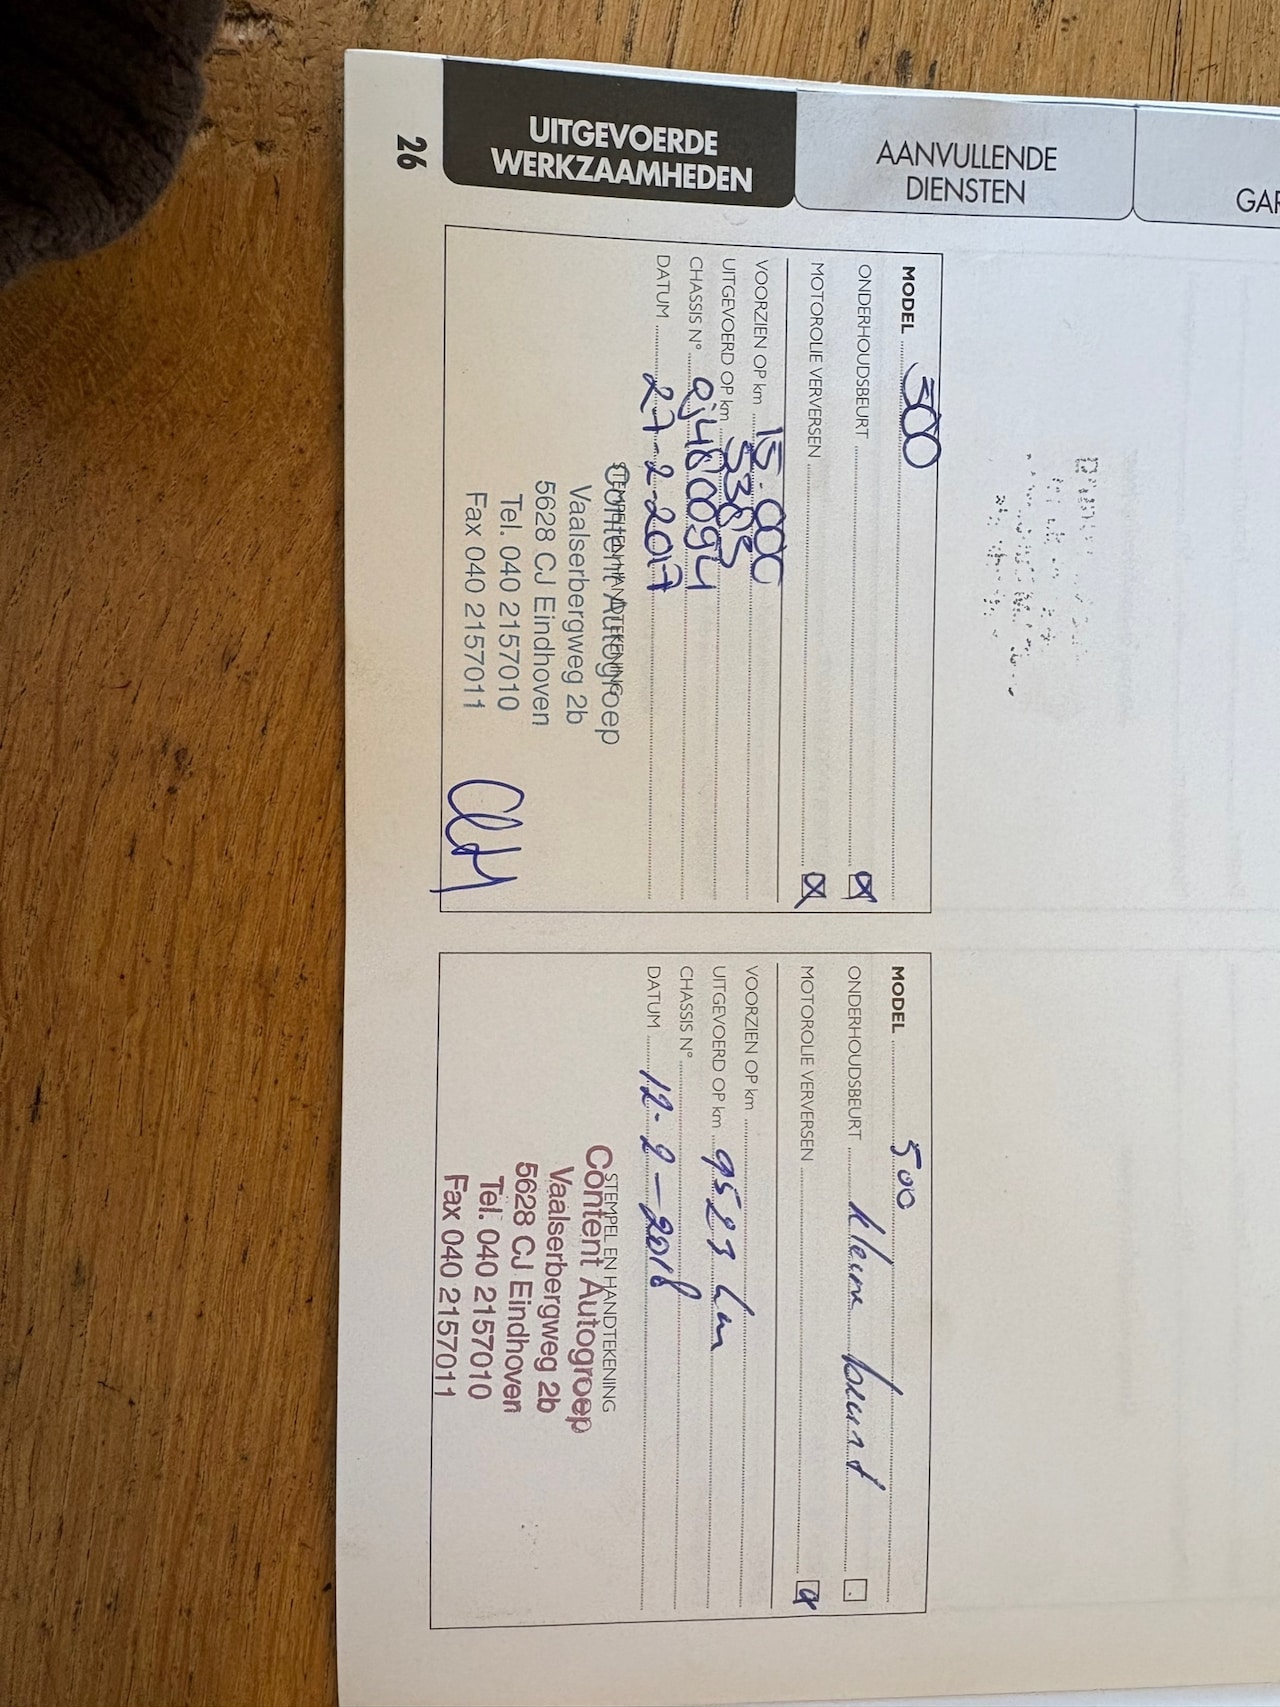 26
UITGEVOERDE
WERKZAAMHEDEN
AANVULLENDE
DIENSTEN
GAR
MODEL 500
ONDERHOUDSBEURT
MOTOROLIE VERVERSEN
VOORZIEN OP km 15.000
UITGEVOERD OP km
CHASSIS N°
DATUM 27-2-2017
STEMPEL EN HANDTEKENING
Content Autogroep
Vaalserbergweg 2b
5628 CJ Eindhoven
Tel. 040 2157010
Fax 040 2157011
MODEL 500
ONDERHOUDSBEURT kleine beurt
MOTOROLIE VERVERSEN
VOORZIEN OP km
UITGEVOERD OP km 9523 km
CHASSIS N°
DATUM 12-2-2018
STEMPEL EN HANDTEKENING
Content Autogroep
Vaalserbergweg 2b
5628 CJ Eindhoven
Tel. 040 2157010
Fax 040 2157011